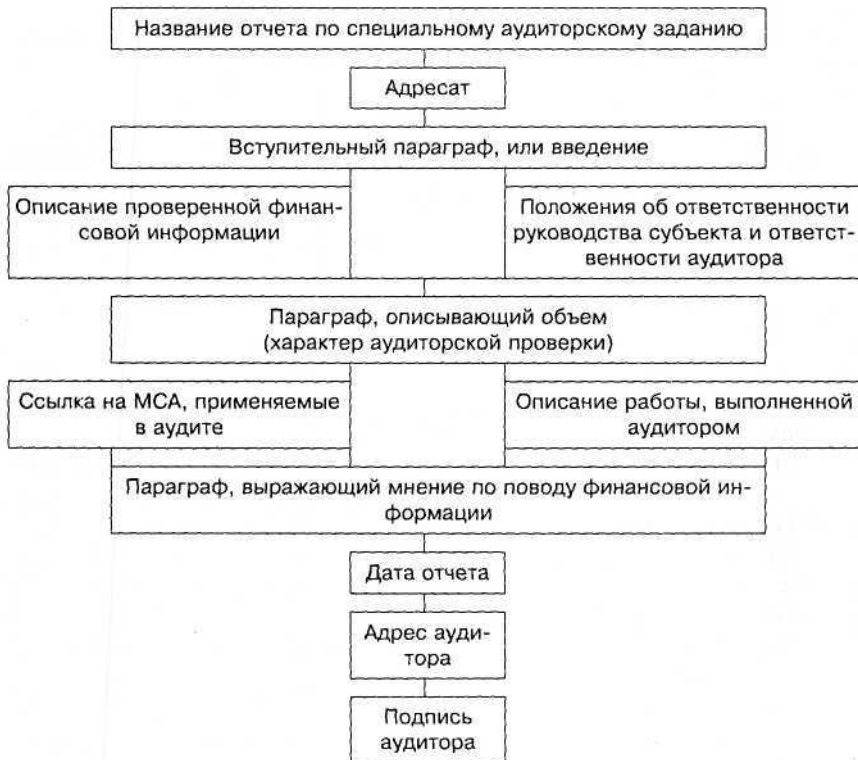 Название отчета по специальному аудиторскому заданию
Адресат
Вступительный параграф, или введение
Описание проверенной финан-
совой информации
Положения об ответственности
руководства субъекта и ответст-
венности аудитора
Параграф, описывающий объем
(характер аудиторской проверки)
Ссылка на МСА, применяемые
в аудите
Описание работы, выполненной
аудитором
Параграф, выражающий мнение по поводу финансовой ин-
формации
Дата отчета
Адрес ауди-
тора
Подпись
аудитора